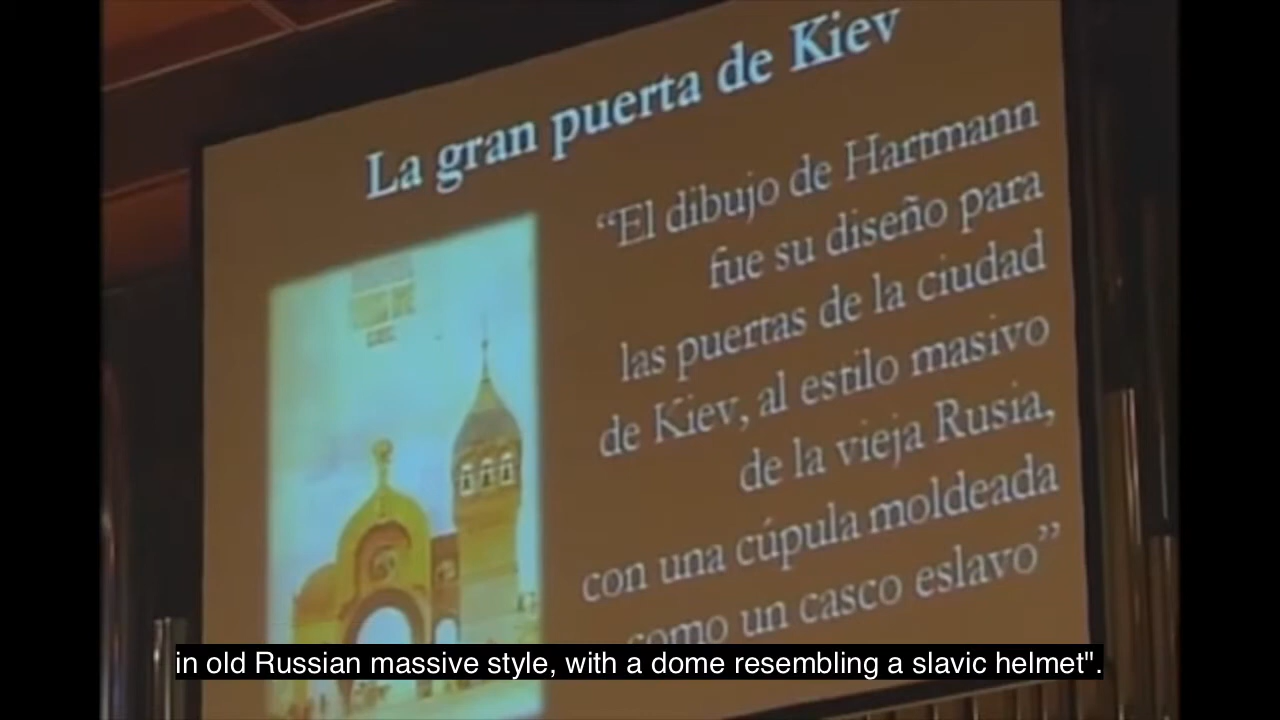 La gran puerta de Kiev
“El dibujo de Hartmann
fue su diseño para
las puertas de la ciudad
de Kiev, al estilo masivo
de la vieja Rusia,
con una cúpula moldeada
como un casco eslavo”
in old Russian massive style, with a dome resembling a slavic helmet".